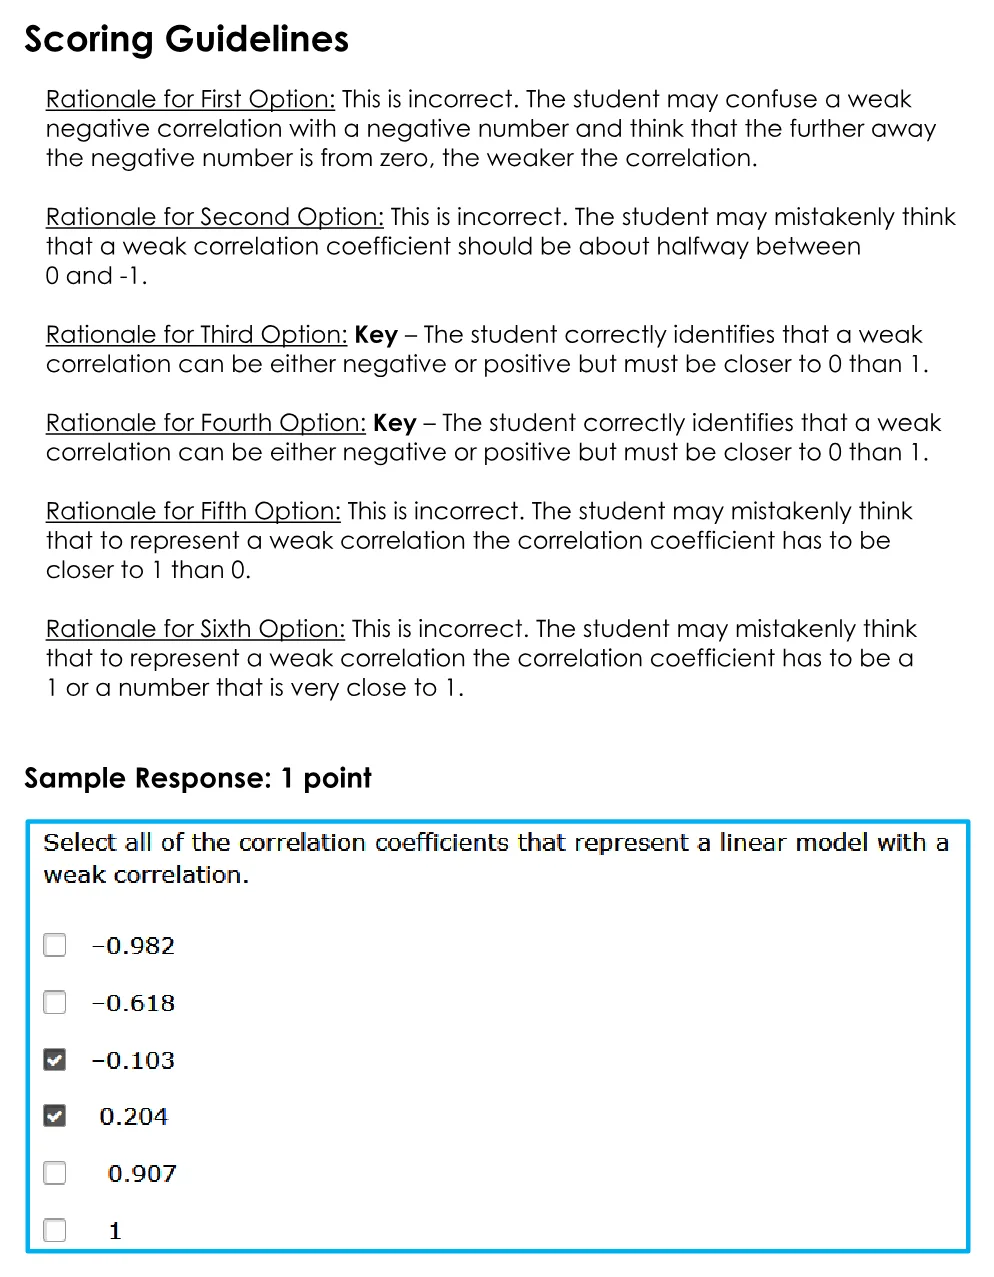 Scoring Guidelines
Rationale for First Option: This is incorrect. The student may confuse a weak
negative correlation with a negative number and think that the further away
the negative number is from zero, the weaker the correlation.
Rationale for Second Option: This is incorrect. The student may mistakenly think
that a weak correlation coefficient should be about halfway between
0 and -1.
Rationale for Third Option: Key – The student correctly identifies that a weak
correlation can be either negative or positive but must be closer to 0 than 1.
Rationale for Fourth Option: Key – The student correctly identifies that a weak
correlation can be either negative or positive but must be closer to 0 than 1.
Rationale for Fifth Option: This is incorrect. The student may mistakenly think
that to represent a weak correlation the correlation coefficient has to be
closer to 1 than 0.
Rationale for Sixth Option: This is incorrect. The student may mistakenly think
that to represent a weak correlation the correlation coefficient has to be a
1 or a number that is very close to 1.
Sample Response: 1 point
Select all of the correlation coefficients that represent a linear model with a
weak correlation.
−0.982
−0.618
−0.103
0.204
0.907
1